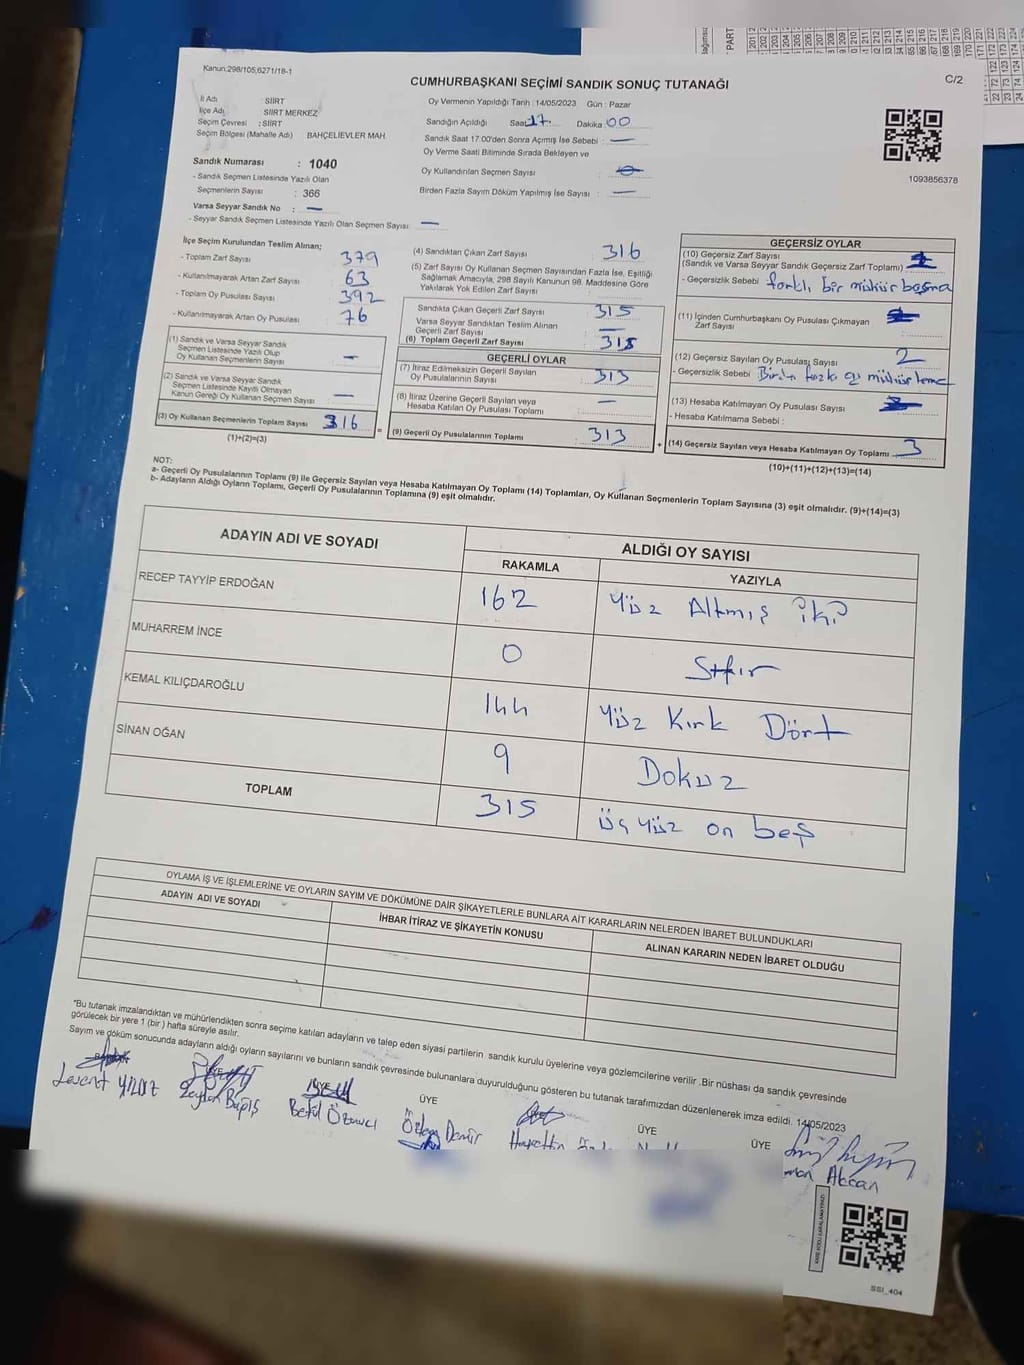 Kanun:298/105,6271/18-1
CUMHURBAŞKANI SEÇİMİ SANDIK SONUÇ TUTANAĞI
C/2
İl Adı : SİİRT
İlçe Adı : SİİRT MERKEZ
Seçim Çevresi : SİİRT
Seçim Bölgesi (Mahalle Adı) BAHÇELİEVLER MAH.
Sandık Numarası : 1040
- Sandık Seçmen Listesinde Yazılı Olan
Seçmenlerin Sayısı : 366
Varsa Seyyar Sandık No : —
- Seyyar Sandık Seçmen Listesinde Yazılı Olan Seçmen Sayısı —
Oy Vermenin Yapıldığı Tarih :14/05/2023 Gün : Pazar
Sandığın Açıldığı Saat 17 Dakika 00
Sandık Saat 17:00'den Sonra Açımış İse Sebebi : —
Oy Verme Saati Bitiminde Sırada Bekleyen ve
Oy Kullandırılan Seçmen Sayısı
Birden Fazla Sayım Döküm Yapılmış İse Sayısı : —
1093856378
İlçe Seçim Kurulundan Teslim Alınan;
- Toplam Zarf Sayısı 379
- Kullanılmayarak Artan Zarf Sayısı 63
- Toplam Oy Pusulası Sayısı 392
- Kullanılmayarak Artan Oy Pusulası 76
(1) Sandık ve Varsa Seyyar Sandık
Seçmen Listesinde Yazılı Olup
Oy Kullanan Seçmenlerin Sayısı —
(2) Sandık ve Varsa Seyyar Sandık
Seçmen Listesinde Kayıtlı Olmayan
Kanun Gereği Oy Kullanan Seçmen Sayısı —
(3) Oy Kullanan Seçmenlerin Toplam Sayısı 316
(1)+(2)=(3)
(4) Sandıktan Çıkan Zarf Sayısı 316
(5) Zarf Sayısı Oy Kullanan Seçmen Sayısından Fazla İse, Eşitliği
Sağlamak Amacıyla, 298 Sayılı Kanunun 98. Maddesine Göre
Yakılarak Yok Edilen Zarf Sayısı
Sandıkta Çıkan Geçerli Zarf Sayısı : 315
Varsa Seyyar Sandıktan Teslim Alınan
Geçerli Zarf Sayısı —
(6) Toplam Geçerli Zarf Sayısı : 315
GEÇERLİ OYLAR
(7) İtiraz Edilmeksizin Geçerli Sayılan
Oy Pusulalarının Sayısı : 313
(8) İtiraz Üzerine Geçerli Sayılan veya
Hesaba Katılan Oy Pusulası Toplamı : —
(9) Geçerli Oy Pusulalarının Toplamı : 313
GEÇERSİZ OYLAR
(10) Geçersiz Zarf Sayısı
(Sandık ve Varsa Seyyar Sandık Geçersiz Zarf Toplamı) 1
- Geçersizlik Sebebi farklı bir mühür basma
(11) İçinden Cumhurbaşkanı Oy Pusulası Çıkmayan
Zarf Sayısı
(12) Geçersiz Sayılan Oy Pusulası Sayısı 2
- Geçersizlik Sebebi
(13) Hesaba Katılmayan Oy Pusulası Sayısı
- Hesaba Katılmama Sebebi :
(14) Geçersiz Sayılan veya Hesaba Katılmayan Oy Toplamı 3
(10)+(11)+(12)+(13)=(14)
NOT:
a- Geçerli Oy Pusulalarının Toplamı (9) ile Geçersiz Sayılan veya Hesaba Katılmayan Oy Toplamı (14) Toplamları, Oy Kullanan Seçmenlerin Toplam Sayısına (3) eşit olmalıdır. (9)+(14)=(3)
b- Adayların Aldığı Oyların Toplamı, Geçerli Oy Pusulalarının Toplamına (9) eşit olmalıdır.
ADAYIN ADI VE SOYADI
ALDIĞI OY SAYISI
RAKAMLA YAZIYLA
RECEP TAYYİP ERDOĞAN 162 Yüz Altmış iki
MUHARREM İNCE 0 Sıfır
KEMAL KILIÇDAROĞLU 144 Yüz Kırk Dört
SİNAN OĞAN 9 Dokuz
TOPLAM 315 üç yüz on beş
OYLAMA İŞ VE İŞLEMLERİNE VE OYLARIN SAYIM VE DÖKÜMÜNE DAİR ŞİKAYETLERLE BUNLARA AİT KARARLARIN NELERDEN İBARET BULUNDUKLARI
ADAYIN ADI VE SOYADI
İHBAR İTİRAZ VE ŞİKAYETİN KONUSU
ALINAN KARARIN NEDEN İBARET OLDUĞU
*Bu tutanak imzalandıktan ve mühürlendikten sonra seçime katılan adayların ve talep eden siyasi partilerin sandık kurulu üyelerine veya gözlemcilerine verilir .Bir nüshası da sandık çevresinde
görülecek bir yere 1 (bir ) hafta süreyle asılır.
Sayım ve döküm sonucunda adayların aldığı oyların sayılarını ve bunların sandık çevresinde bulunanlara duyurulduğunu gösteren bu tutanak tarafımızdan düzenlenerek imza edildi. 14/05/2023
ÜYE ÜYE ÜYE ÜYE ÜYE
Levent Yıldız
Betül
Özlem Demir
Hayrettin
Akcan
SSI_404